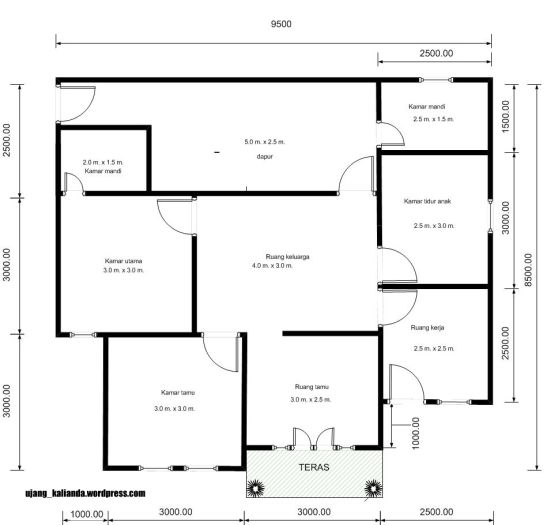 9500
2500.00
Kamar mandi
2.5 m. x 1.5 m.
1500.00
2500.00
5.0 m. x 2.5 m.
dapur
2.0 m. x 1.5 m.
Kamar mandi
Kamar tidur anak
2.5 m. x 3.0 m.
3000.00
8500.00
3000.00
Kamar utama
3.0 m. x 3.0 m.
Ruang keluarga
4.0 m. x 3.0 m.
Ruang kerja
2.5 m. x 2.5 m.
2500.00
3000.00
Kamar tamu
3.0 m. x 3.0 m.
Ruang tamu
3.0 m. x 2.5 m.
1000.00
TERAS
ujang_kalianda.wordpress.com
1000.00
3000.00
3000.00
2500.00